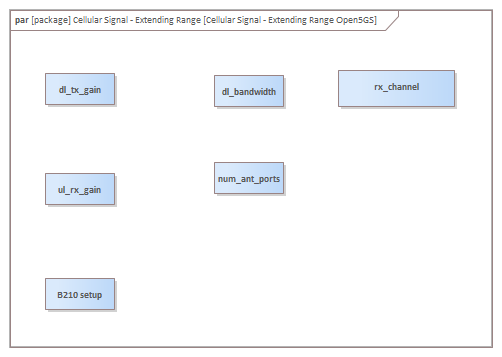 par [package] Cellular Signal - Extending Range [Cellular Signal - Extending Range Open5GS]
dl_tx_gain
dl_bandwidth
rx_channel
ul_rx_gain
num_ant_ports
B210 setup